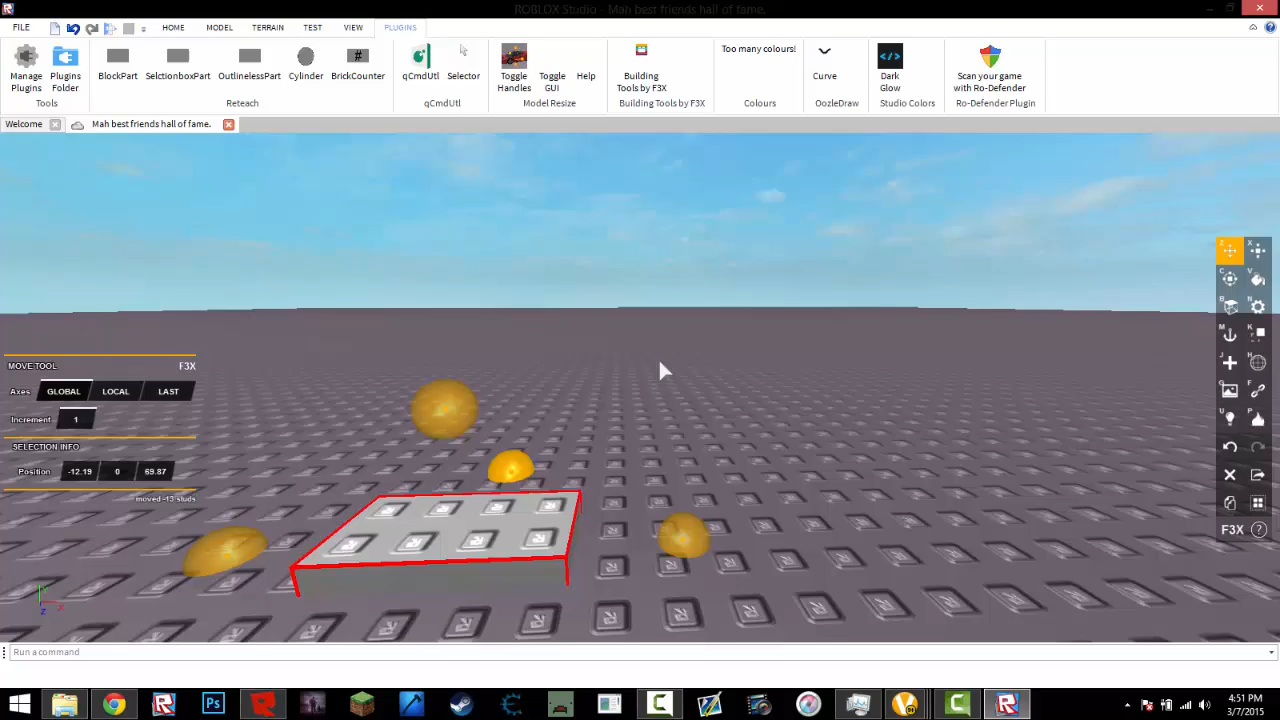 ROBLOX Studio - Mah best friends hall of fame.
FILE HOME MODEL TERRAIN TEST VIEW PLUGINS
Manage Plugins
Plugins Folder
Tools
BlockPart
SelctionboxPart
OutlinelessPart
Cylinder
#
BrickCounter
Reteach
qCmdUtl
Selector
qCmdUtl
Toggle Handles
Toggle GUI
Help
Model Resize
Building Tools by F3X
Building Tools by F3X
Too many colours!
Colours
Curve
OozleDraw
</>
Dark Glow
Studio Colors
Scan your game with Ro-Defender
Ro-Defender Plugin
Welcome
Mah best friends hall of fame.
MOVE TOOL F3X
Axes GLOBAL LOCAL LAST
Increment 1
SELECTION INFO
Position -12.19 0 69.87
moved -13 studs
Z X
C V
B N
M K
J H
G F
U P
F3X ?
Y
X
Z
Run a command
Ps
4:51 PM
3/7/2015